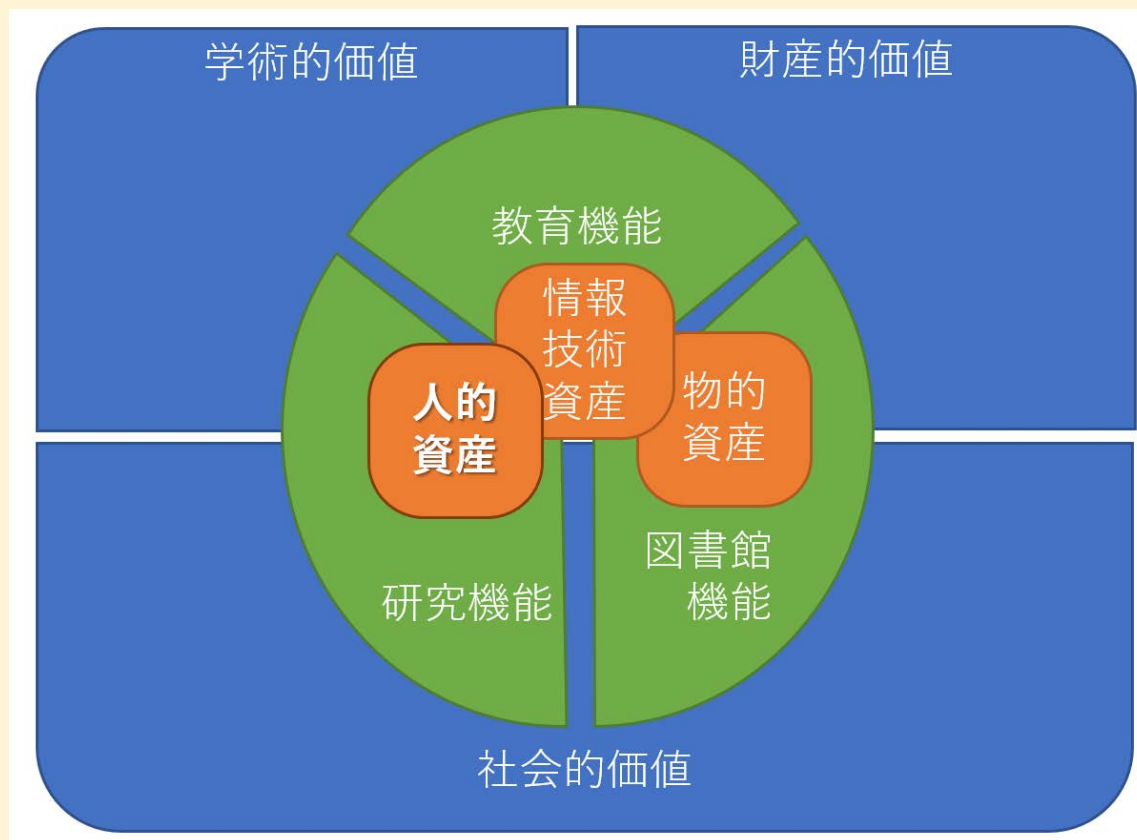 学術的価値
財産的価値
教育機能
情報
技術
資産
人的
資産
物的
資産
研究機能
図書館
機能
社会的価値